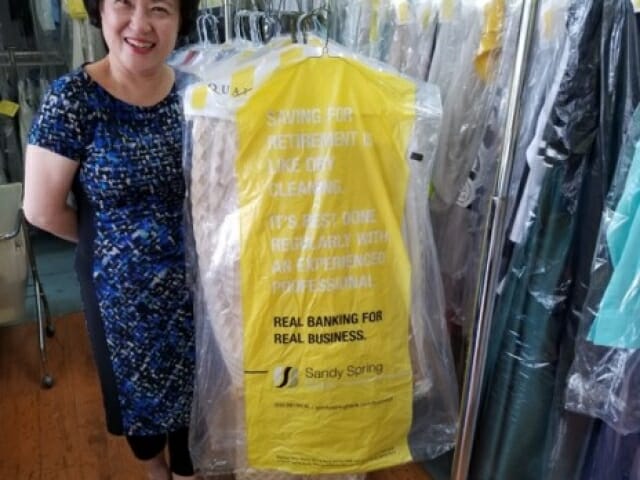 QUAL
SAVING FOR
RETIREMENT IS
LIKE DRY
CLEANING.
IT'S BEST DONE
REGULARLY WITH
AN EXPERIENCED
PROFESSIONAL.
REAL BANKING FOR
REAL BUSINESS.
Sandy Spring